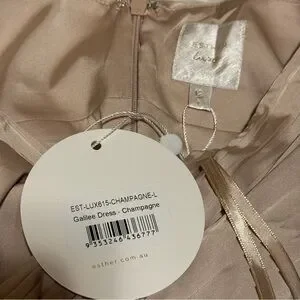 EST-LUX615-CHAMPAGNE-L
Galilee Dress - Champagne
9 353246 436777
esther.com.au